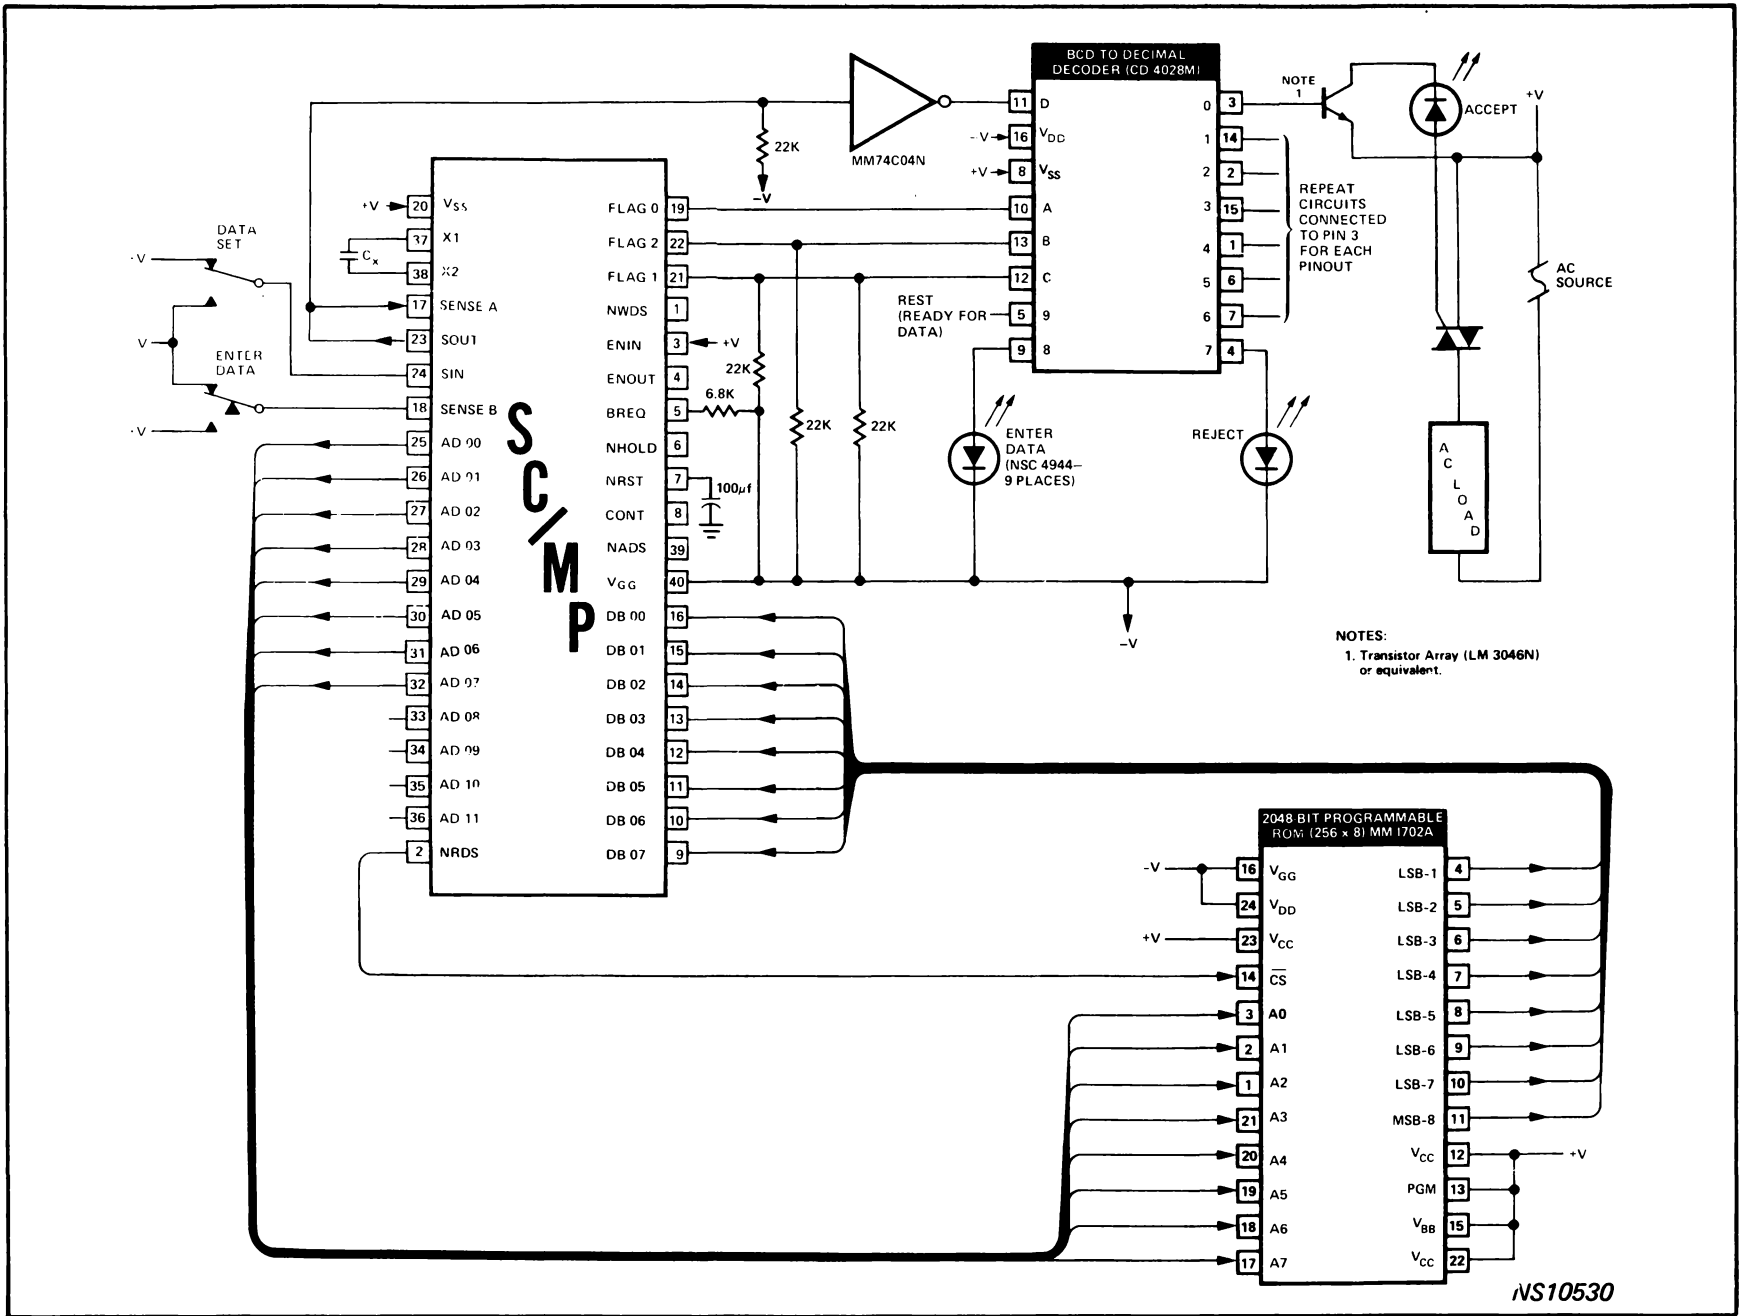 BCD TO DECIMAL
DECODER (CD 4028M)
11 D
-V 16 VDD
+V 8 VSS
10 A
13 B
12 C
5 9
9 8
0 3
1 14
2 2
3 15
4 1
5 6
6 7
7 4
NOTE
1
ACCEPT
+V
REPEAT
CIRCUITS
CONNECTED
TO PIN 3
FOR EACH
PINOUT
AC
SOURCE
AC LOAD
MM74C04N
22K
-V
REST
(READY FOR
DATA)
ENTER
DATA
(NSC 4944–
9 PLACES)
REJECT
DATA
SET
-V
V
ENTER
DATA
-V
Cx
SC/MP
+V 20 VSS
37 X1
38 X2
17 SENSE A
23 SOUT
24 SIN
18 SENSE B
25 AD 00
26 AD 01
27 AD 02
28 AD 03
29 AD 04
30 AD 05
31 AD 06
32 AD 07
33 AD 08
34 AD 09
35 AD 10
36 AD 11
2 NRDS
FLAG 0 19
FLAG 2 22
FLAG 1 21
NWDS 1
ENIN 3 +V
ENOUT 4
BREQ 5
NHOLD 6
NRST 7
CONT 8
NADS 39
VGG 40
DB 00 16
DB 01 15
DB 02 14
DB 03 13
DB 04 12
DB 05 11
DB 06 10
DB 07 9
22K
6.8K
22K
22K
100µf
-V
NOTES:
1. Transistor Array (LM 3046N)
or equivalent.
2048-BIT PROGRAMMABLE
ROM (256 x 8) MM 1702A
-V 16 VGG
24 VDD
+V 23 VCC
14 CS
3 A0
2 A1
1 A2
21 A3
20 A4
19 A5
18 A6
17 A7
LSB-1 4
LSB-2 5
LSB-3 6
LSB-4 7
LSB-5 8
LSB-6 9
LSB-7 10
MSB-8 11
VCC 12 +V
PGM 13
VBB 15
VCC 22
NS10530